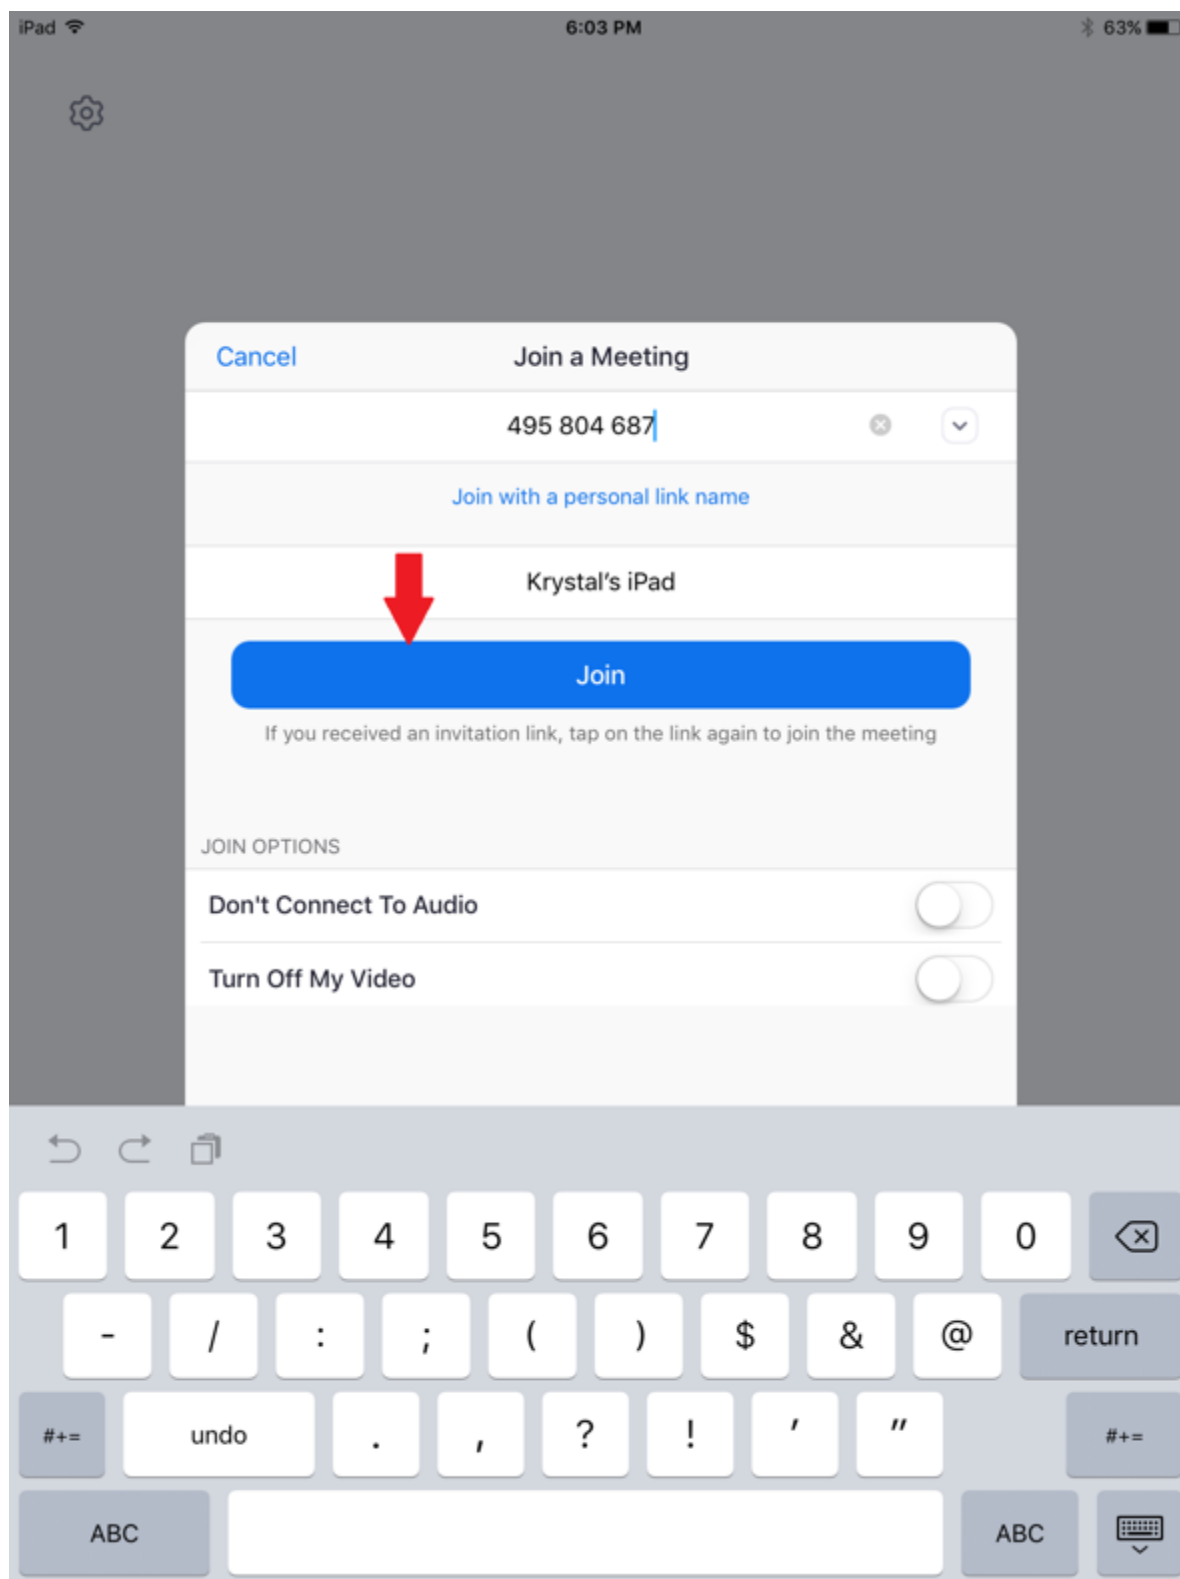 iPad 6:03 PM 63%
Cancel Join a Meeting
495 804 687
Join with a personal link name
Krystal’s iPad
Join
If you received an invitation link, tap on the link again to join the meeting
JOIN OPTIONS
Don't Connect To Audio
Turn Off My Video
1 2 3 4 5 6 7 8 9 0
- / : ; ( ) $ & @ return
#+= undo . , ? ! ' " #+=
ABC ABC